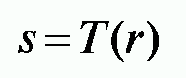 s = T(r)